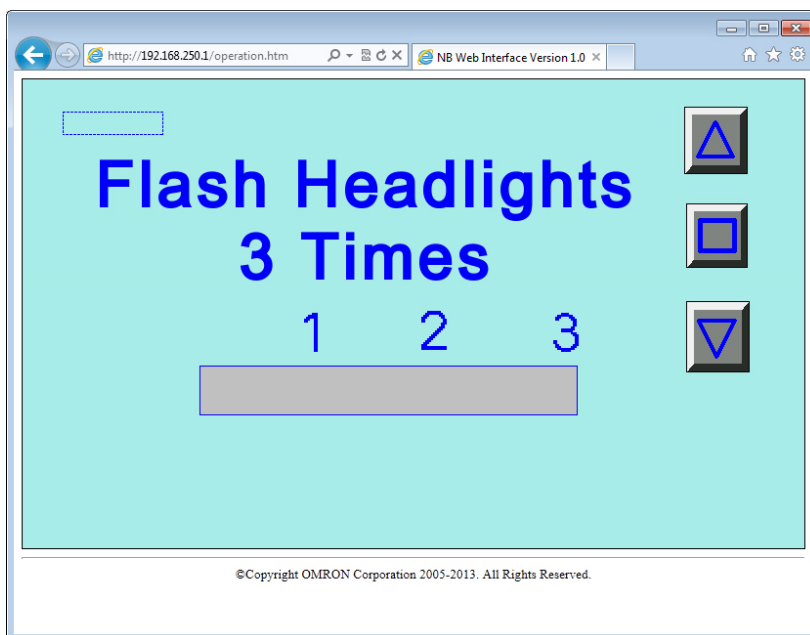 http://192.168.250.1/operation.htm
NB Web Interface Version 1.0
Flash Headlights
3 Times
1 2 3
©Copyright OMRON Corporation 2005-2013. All Rights Reserved.